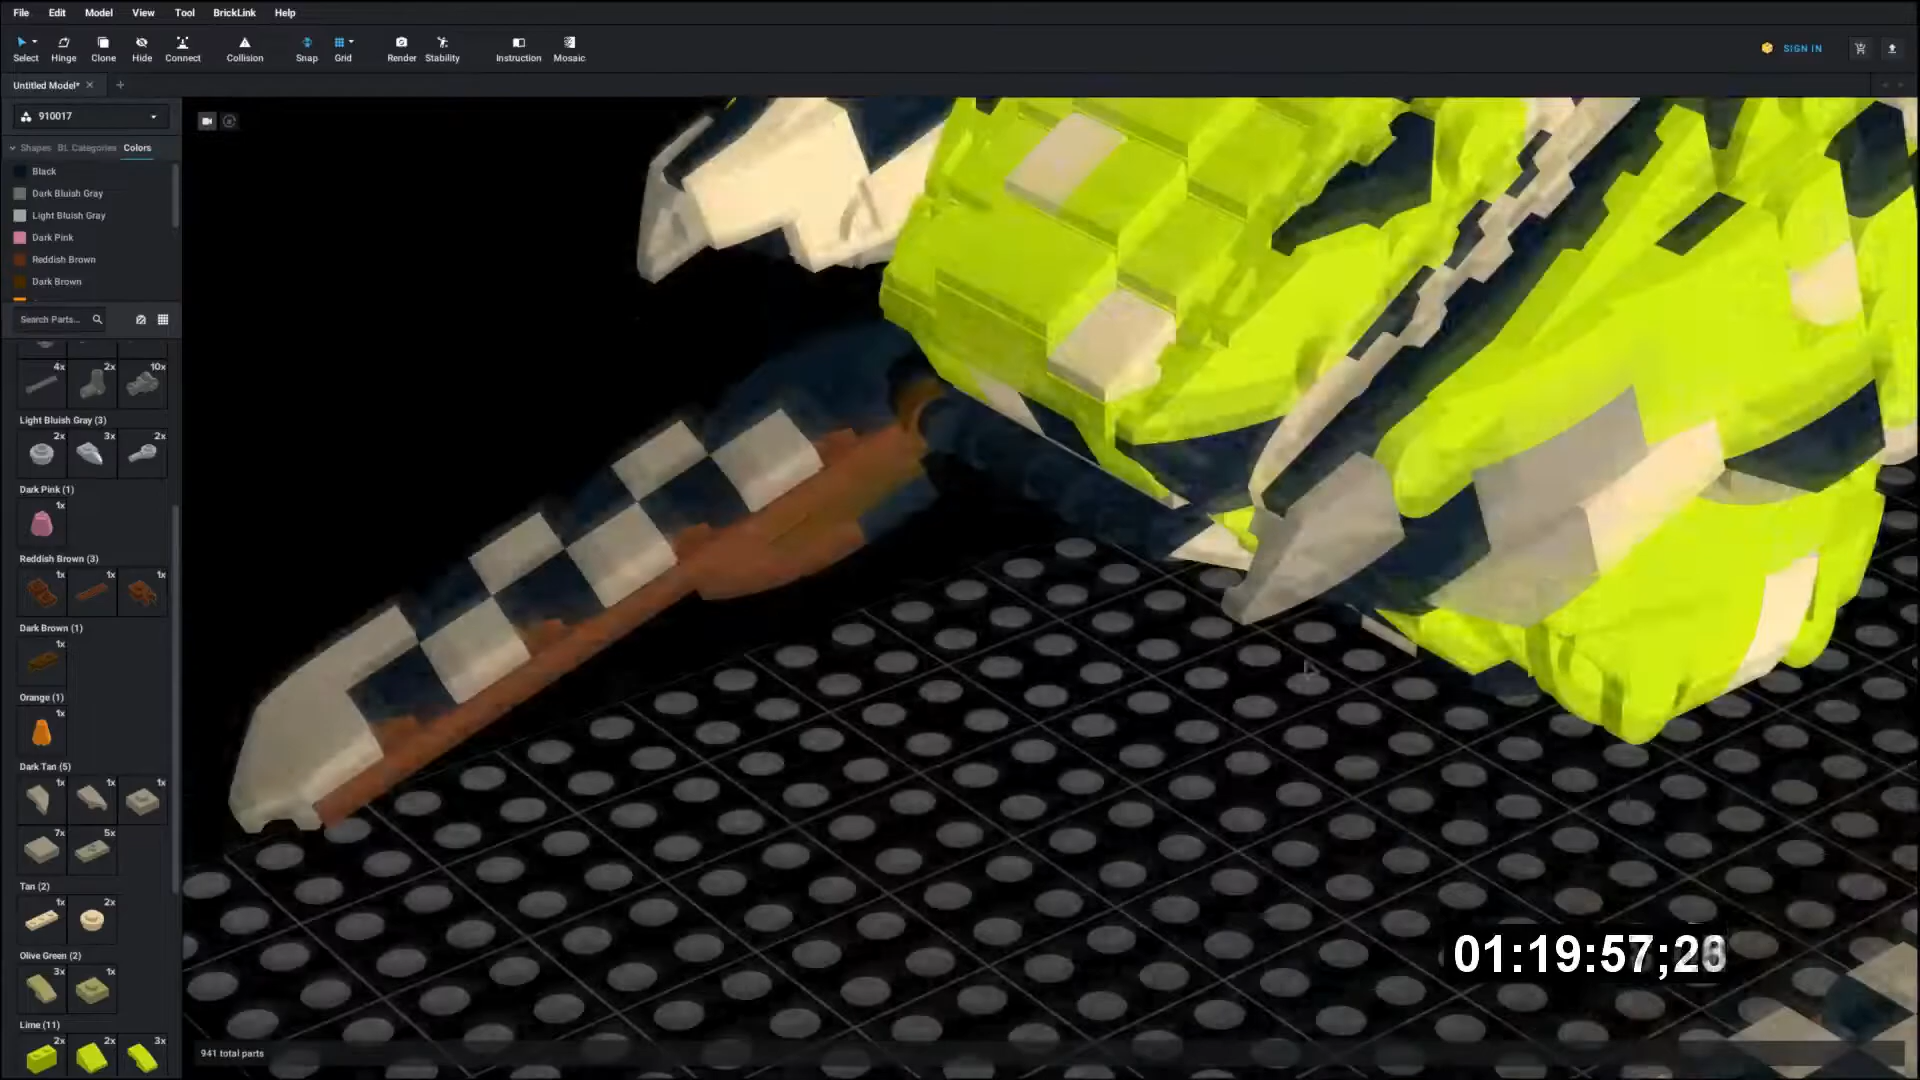 File Edit Model View Tool BrickLink Help
Select Hinge Clone Hide Connect Collision Snap Grid Render Stability Instruction Mosaic
SIGN IN
Untitled Model*
910017
Shapes BL Categories Colors
Black
Dark Bluish Gray
Light Bluish Gray
Dark Pink
Reddish Brown
Dark Brown
Search Parts...
4x 2x 10x
Light Bluish Gray (3)
2x 3x 2x
Dark Pink (1)
1x
Reddish Brown (3)
1x 1x 1x
Dark Brown (1)
1x
Orange (1)
1x
Dark Tan (5)
1x 1x 1x
7x 5x
Tan (2)
1x 2x
Olive Green (2)
3x 1x
Lime (11)
2x 2x 3x
01:19:57;2
941 total parts